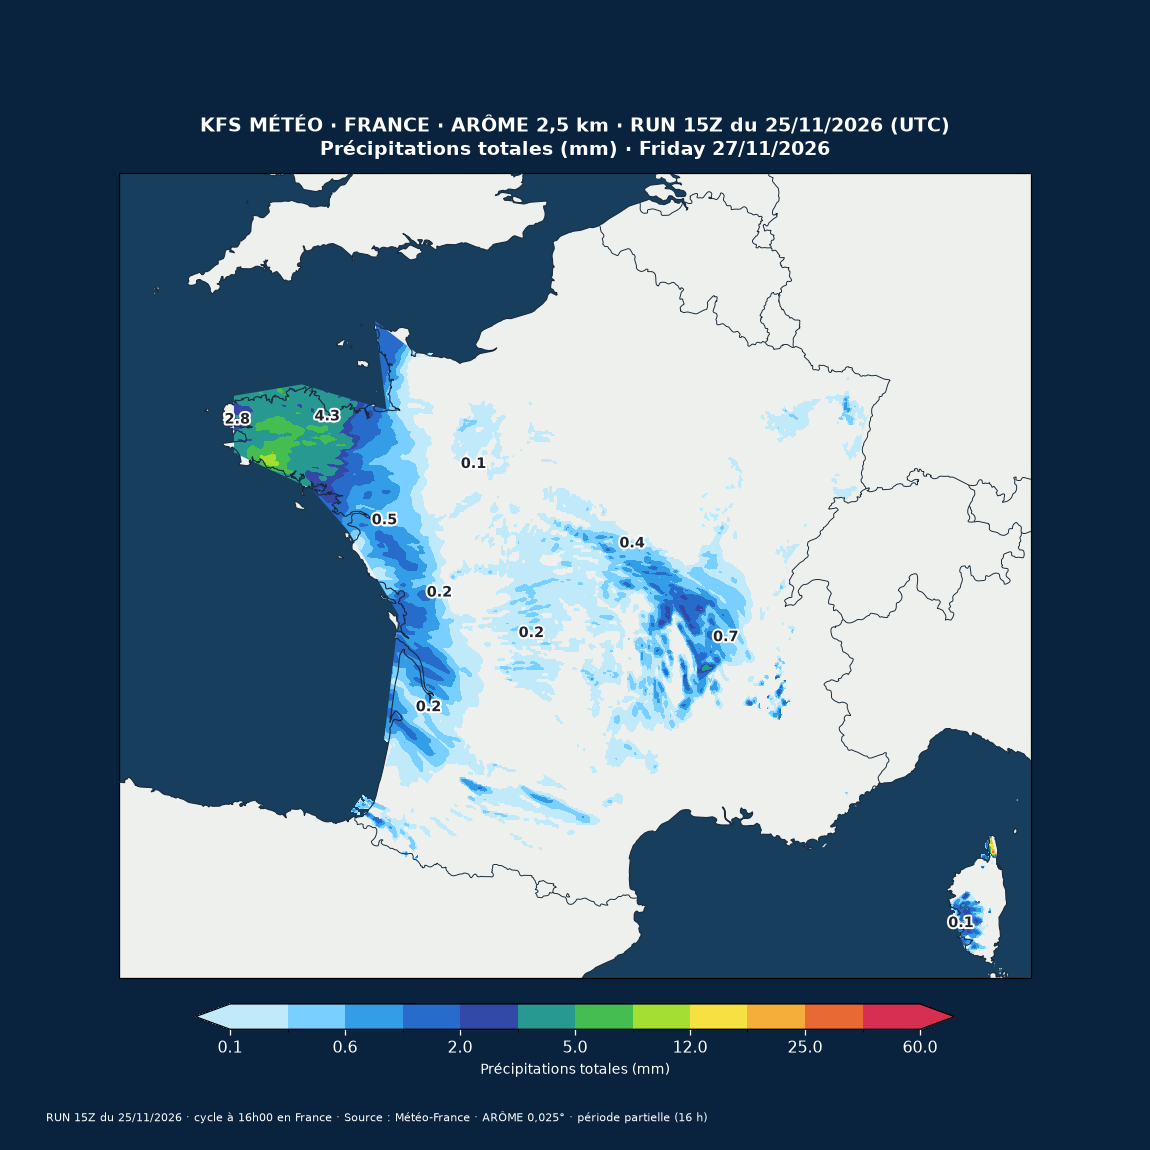 KFS MÉTÉO · FRANCE · ARÔME 2,5 km · RUN 15Z du 25/11/2026 (UTC)
Précipitations totales (mm) · Friday 27/11/2026
2.8
4.3
0.1
0.5
0.4
0.2
0.2
0.7
0.2
0.1
0.1 0.6 2.0 5.0 12.0 25.0 60.0
Précipitations totales (mm)
RUN 15Z du 25/11/2026 · cycle à 16h00 en France · Source : Météo-France · ARÔME 0,025° · période partielle (16 h)